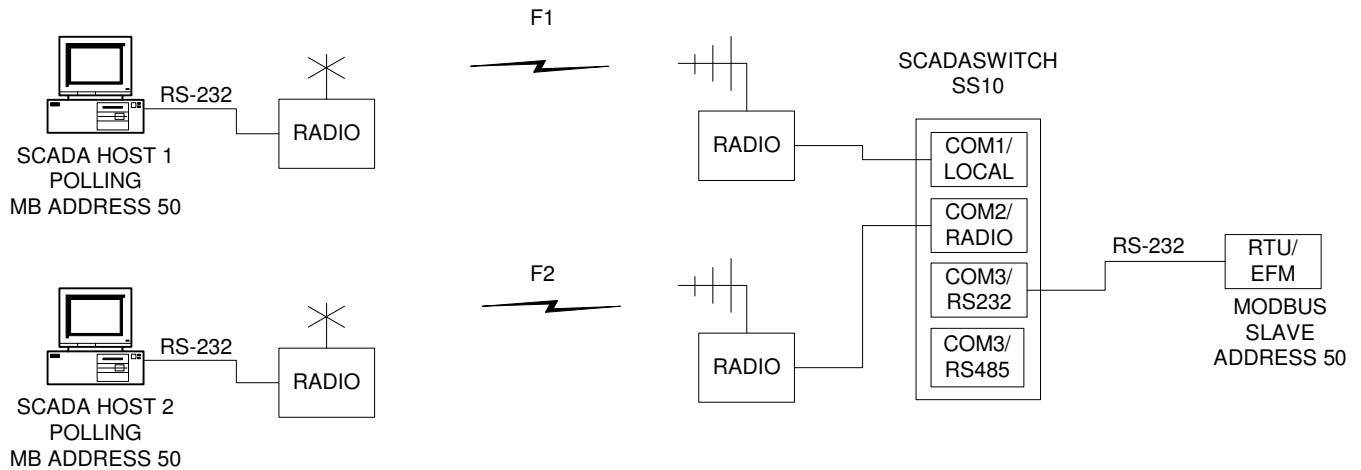 F1
SCADASWITCH
SS10
RS-232
RADIO
SCADA HOST 1
POLLING
MB ADDRESS 50
RADIO
COM1/
LOCAL
COM2/
RADIO
COM3/
RS232
COM3/
RS485
RS-232
RTU/
EFM
MODBUS
SLAVE
ADDRESS 50
F2
RS-232
RADIO
SCADA HOST 2
POLLING
MB ADDRESS 50
RADIO